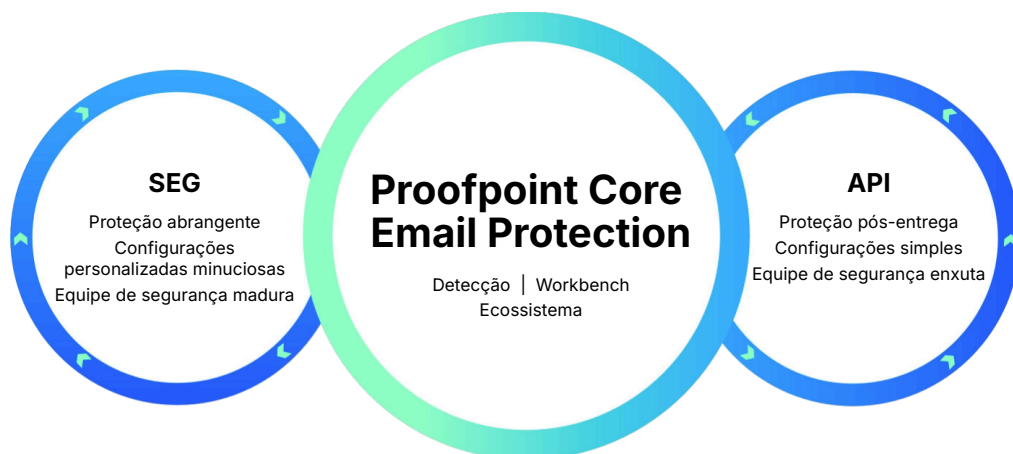 SEG
Proteção abrangente
Configurações
personalizadas minuciosas
Equipe de segurança madura
Proofpoint Core
Email Protection
Detecção | Workbench
Ecossistema
API
Proteção pós-entrega
Configurações simples
Equipe de segurança enxuta